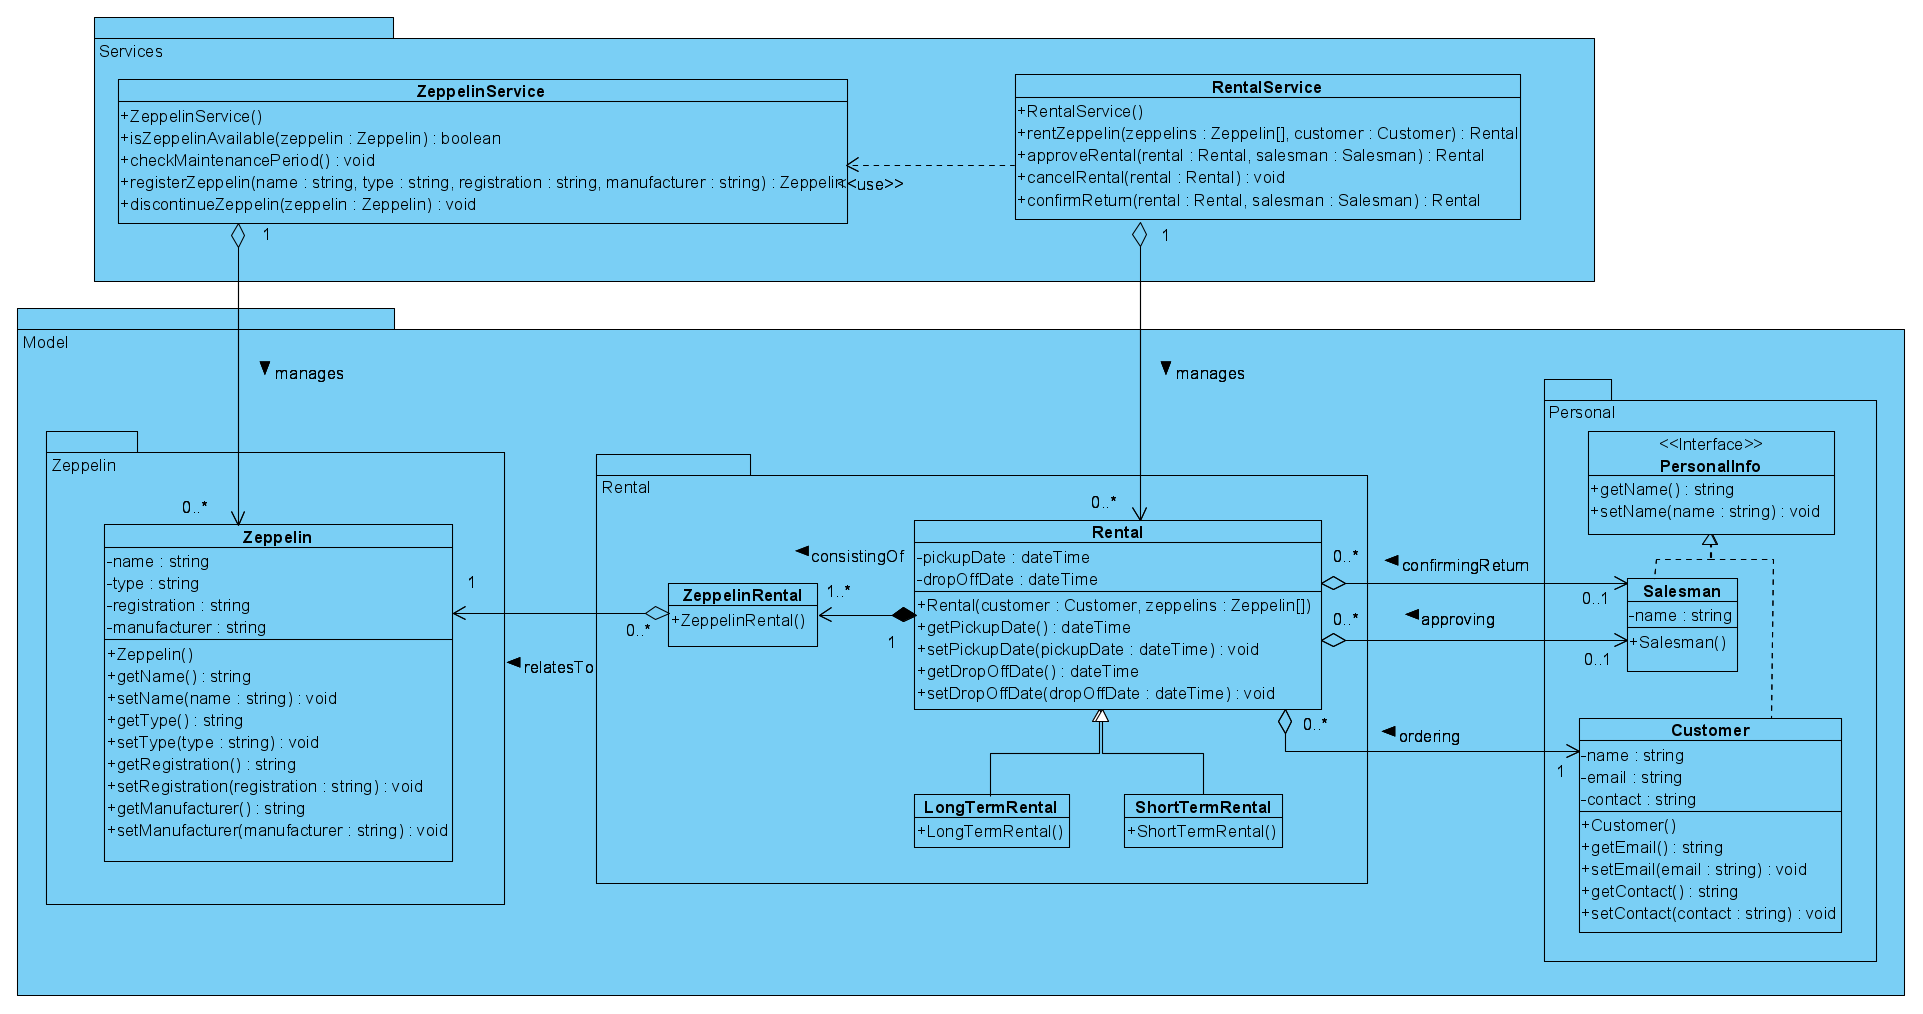 Services
ZeppelinService
+ZeppelinService()
+isZeppelinAvailable(zeppelin : Zeppelin) : boolean
+checkMaintenancePeriod() : void
+registerZeppelin(name : string, type : string, registration : string, manufacturer : string) : Zeppelin
+discontinueZeppelin(zeppelin : Zeppelin) : void
<<use>>
RentalService
+RentalService()
+rentZeppelin(zeppelins : Zeppelin[], customer : Customer) : Rental
+approveRental(rental : Rental, salesman : Salesman) : Rental
+cancelRental(rental : Rental) : void
+confirmReturn(rental : Rental, salesman : Salesman) : Rental
1
1
Model
manages
manages
0..*
0..*
Zeppelin
Zeppelin
-name : string
-type : string
-registration : string
-manufacturer : string
+Zeppelin()
+getName() : string
+setName(name : string) : void
+getType() : string
+setType(type : string) : void
+getRegistration() : string
+setRegistration(registration : string) : void
+getManufacturer() : string
+setManufacturer(manufacturer : string) : void
1
0..*
relatesTo
Rental
consistingOf
1..*
1
ZeppelinRental
+ZeppelinRental()
Rental
-pickupDate : dateTime
-dropOffDate : dateTime
+Rental(customer : Customer, zeppelins : Zeppelin[])
+getPickupDate() : dateTime
+setPickupDate(pickupDate : dateTime) : void
+getDropOffDate() : dateTime
+setDropOffDate(dropOffDate : dateTime) : void
LongTermRental
+LongTermRental()
ShortTermRental
+ShortTermRental()
0..*
confirmingReturn
0..1
0..*
approving
0..1
0..*
ordering
1
Personal
<<Interface>>
PersonalInfo
+getName() : string
+setName(name : string) : void
Salesman
-name : string
+Salesman()
Customer
-name : string
-email : string
-contact : string
+Customer()
+getEmail() : string
+setEmail(email : string) : void
+getContact() : string
+setContact(contact : string) : void